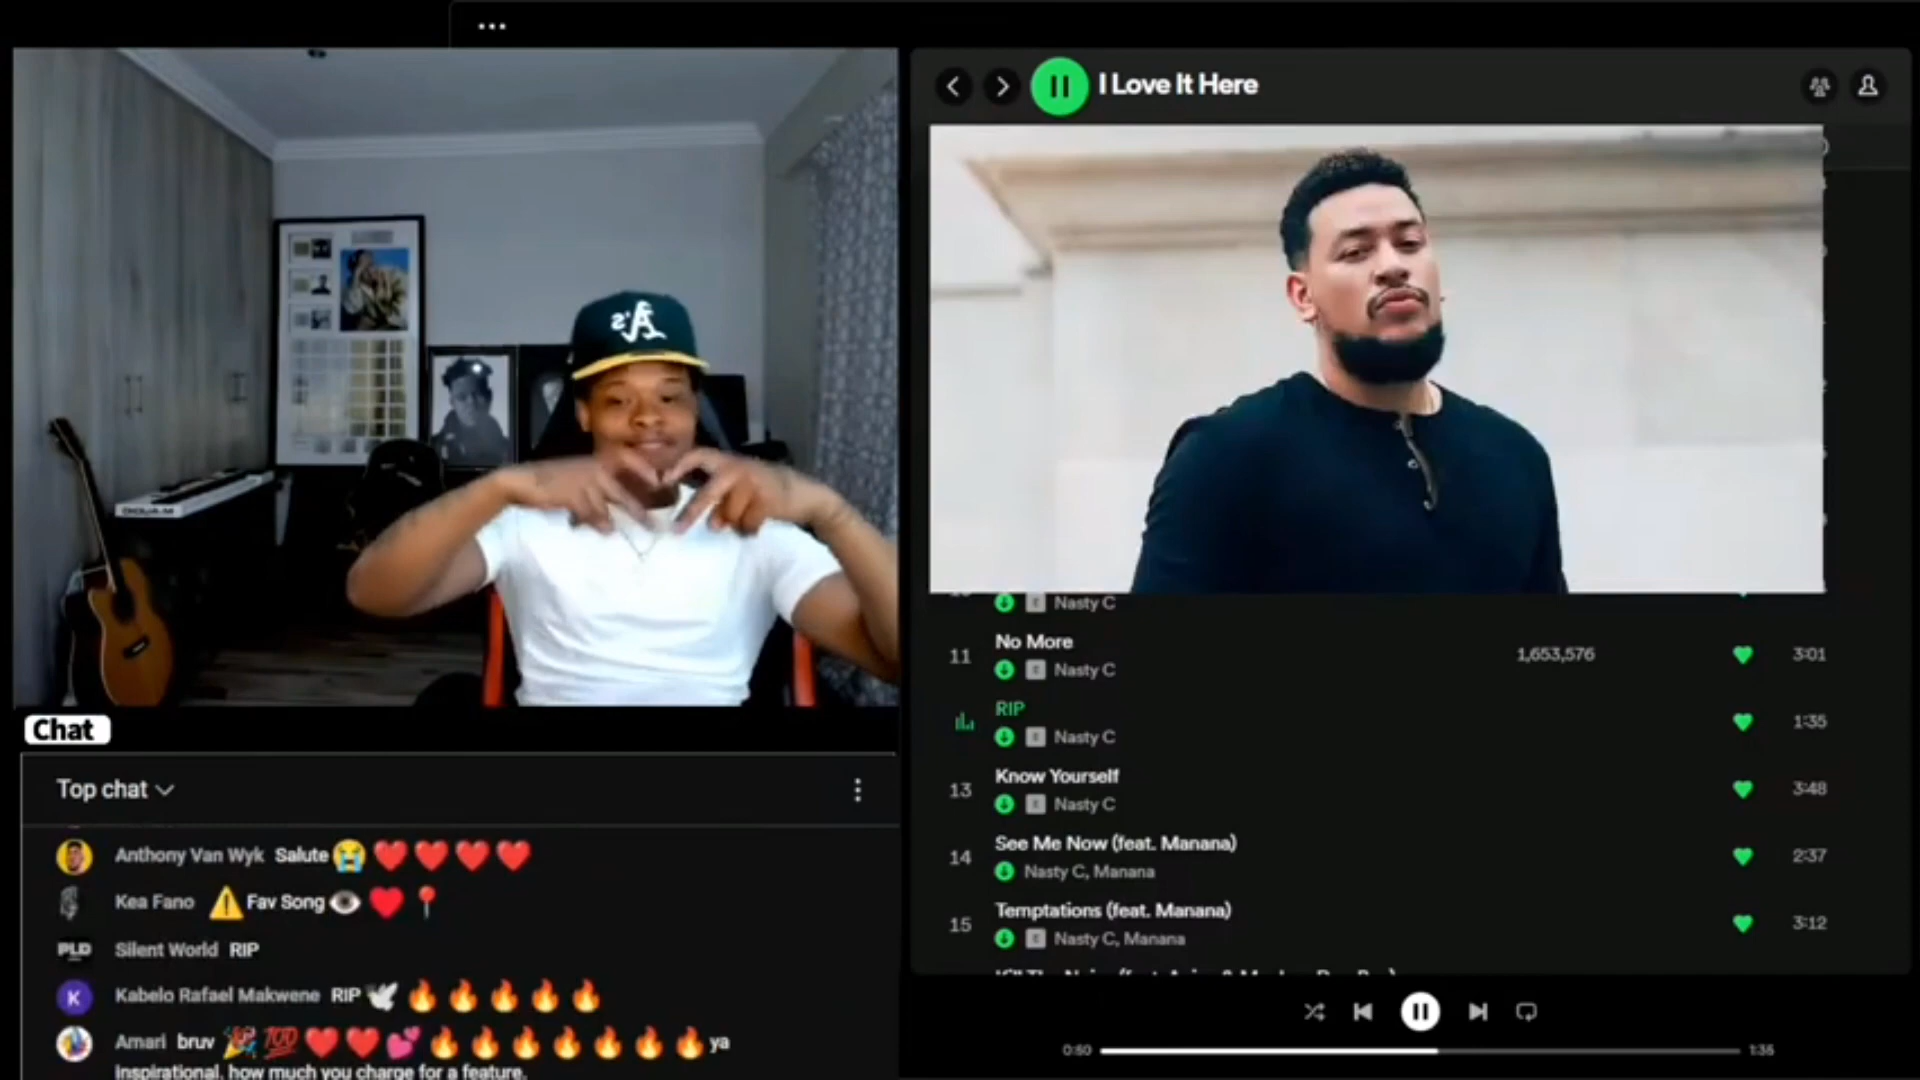 ...
I Love It Here
A's
Nasty C
11
No More
E Nasty C
1,653,576
3:01
RIP
E Nasty C
1:35
13
Know Yourself
E Nasty C
3:48
14
See Me Now (feat. Manana)
Nasty C, Manana
2:37
15
Temptations (feat. Manana)
E Nasty C, Manana
3:12
0:50
1:35
Chat
Top chat
Anthony Van Wyk Salute 😭❤️❤️❤️❤️
Kea Fano ⚠️ Fav Song 👁️❤️📍
PLD Silent World RIP
K Kabelo Rafael Makwene RIP 🕊️🔥🔥🔥🔥🔥
Amari bruv 🎉💯❤️❤️💕🔥🔥🔥🔥🔥🔥🔥 ya
inspirational. how much you charge for a feature.